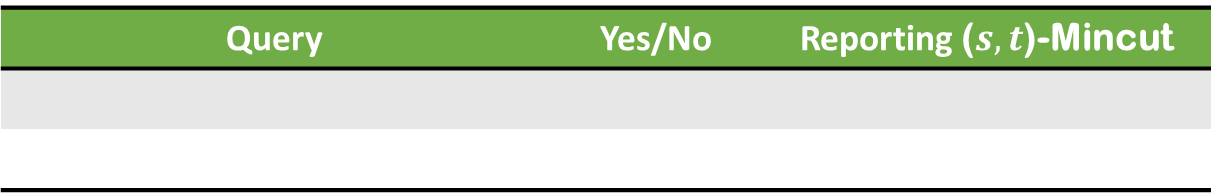 Query Yes/No Reporting (s, t)-Mincut